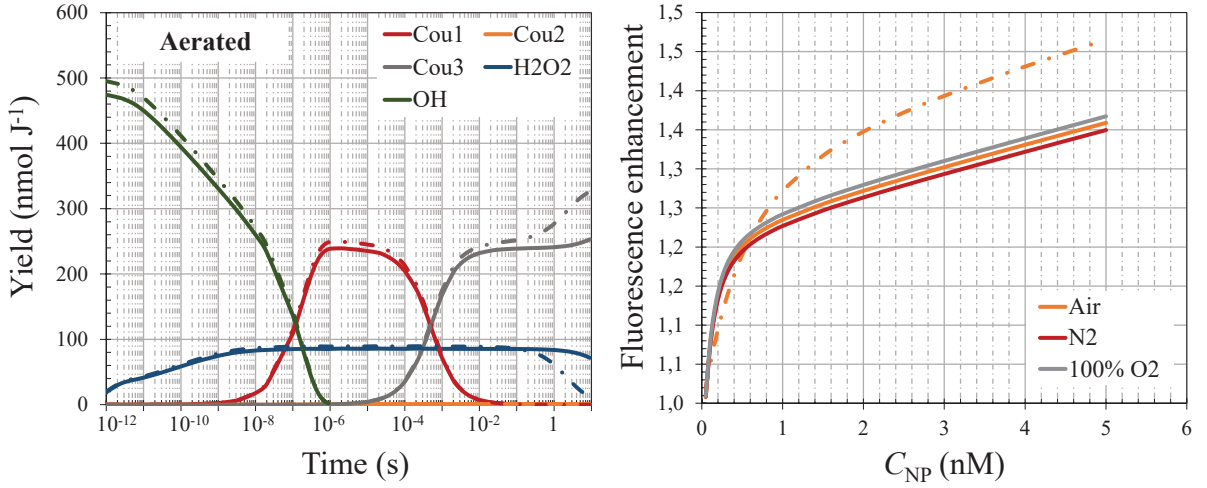 Aerated
Cou1
Cou2
Cou3
H2O2
OH
Yield (nmol J-1)
600
500
400
300
200
100
0
10-12
10-10
10-8
10-6
10-4
10-2
1
Time (s)
Fluorescence enhancement
1,5
1,5
1,4
1,4
1,3
1,3
1,2
1,2
1,1
1,1
1,0
Air
N2
100% O2
0
1
2
3
4
5
6
CNP (nM)